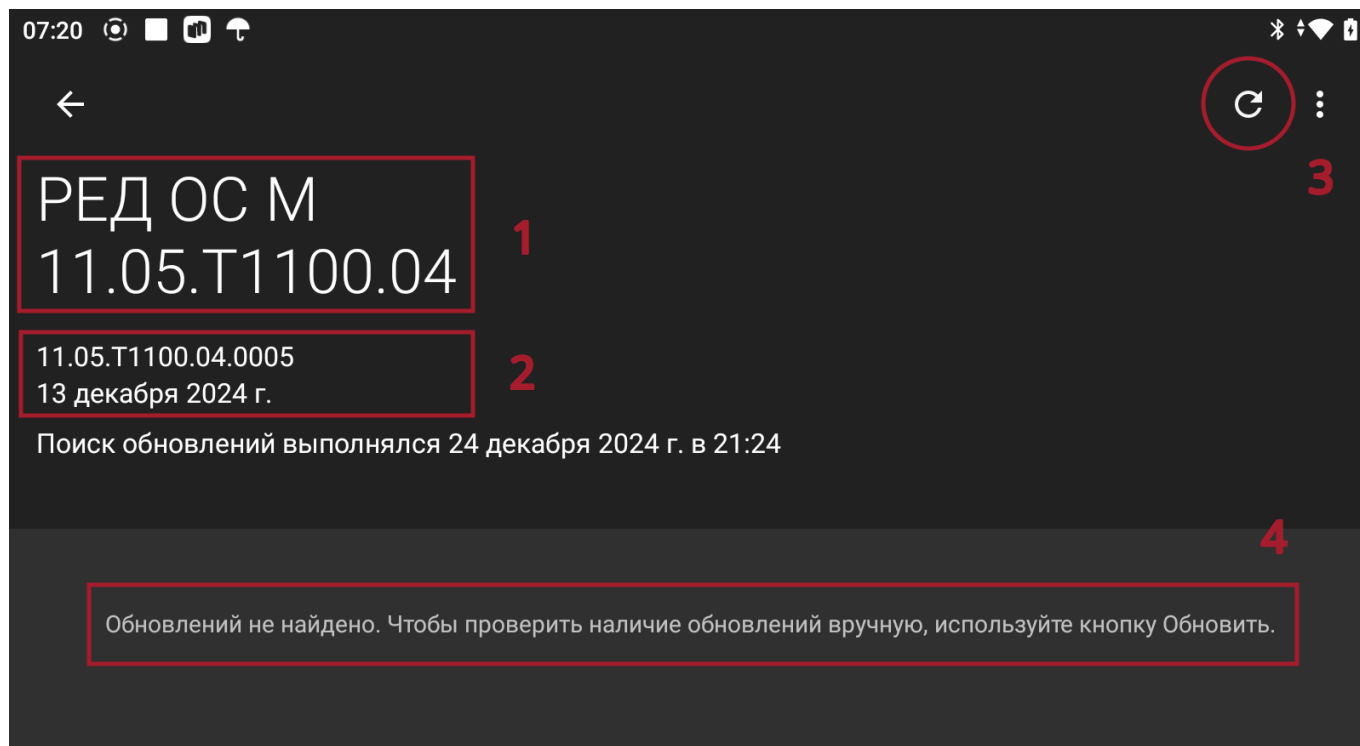 07:20
РЕД ОС М
11.05.T1100.04
1
3
11.05.T1100.04.0005
13 декабря 2024 г.
2
Поиск обновлений выполнялся 24 декабря 2024 г. в 21:24
4
Обновлений не найдено. Чтобы проверить наличие обновлений вручную, используйте кнопку Обновить.